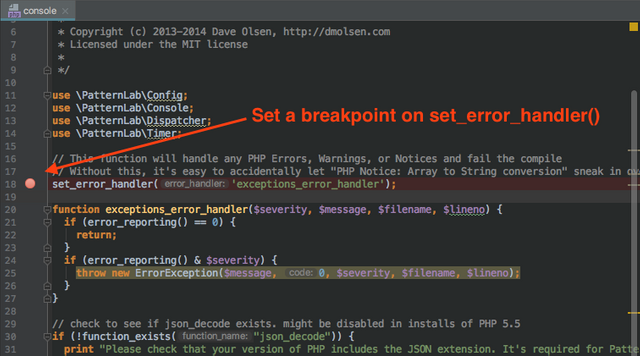 console
6 * Copyright (c) 2013-2014 Dave Olsen, http://dmolsen.com
7 * Licensed under the MIT license
8 *
9 */
10
11 use \PatternLab\Config;
12 use \PatternLab\Console;
13 use \PatternLab\Dispatcher;
14 use \PatternLab\Timer;
Set a breakpoint on set_error_handler()
15
16 // This function will handle any PHP Errors, Warnings, or Notices and fail the compile
17 // Without this, it's easy to accidentally let "PHP Notice: Array to String conversion" sneak in
18 set_error_handler( error_handler: 'exceptions_error_handler');
19
20 function exceptions_error_handler($severity, $message, $filename, $lineno) {
21 if (error_reporting() == 0) {
22 return;
23 }
24 if (error_reporting() & $severity) {
25 throw new ErrorException($message, code: 0, $severity, $filename, $lineno);
26 }
27 }
28
29 // check to see if json_decode exists. might be disabled in installs of PHP 5.5
30 if (!function_exists( function_name: "json_decode")) {
31 print "Please check that your version of PHP includes the JSON extension. It's required for